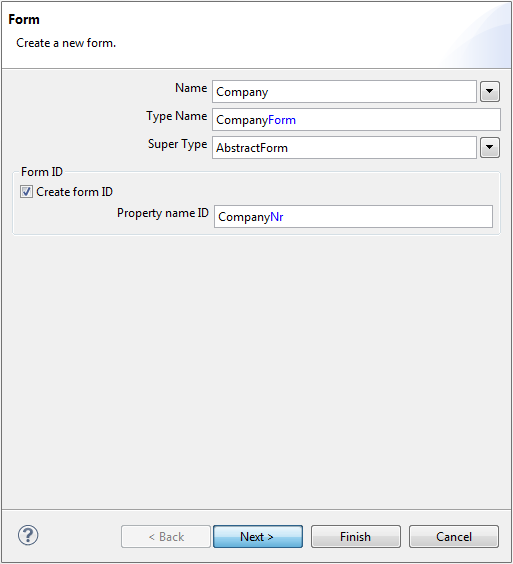 Form
Create a new form.
Name Company
Type Name CompanyForm
Super Type AbstractForm
Form ID
Create form ID
Property name ID CompanyNr
? < Back Next > Finish Cancel